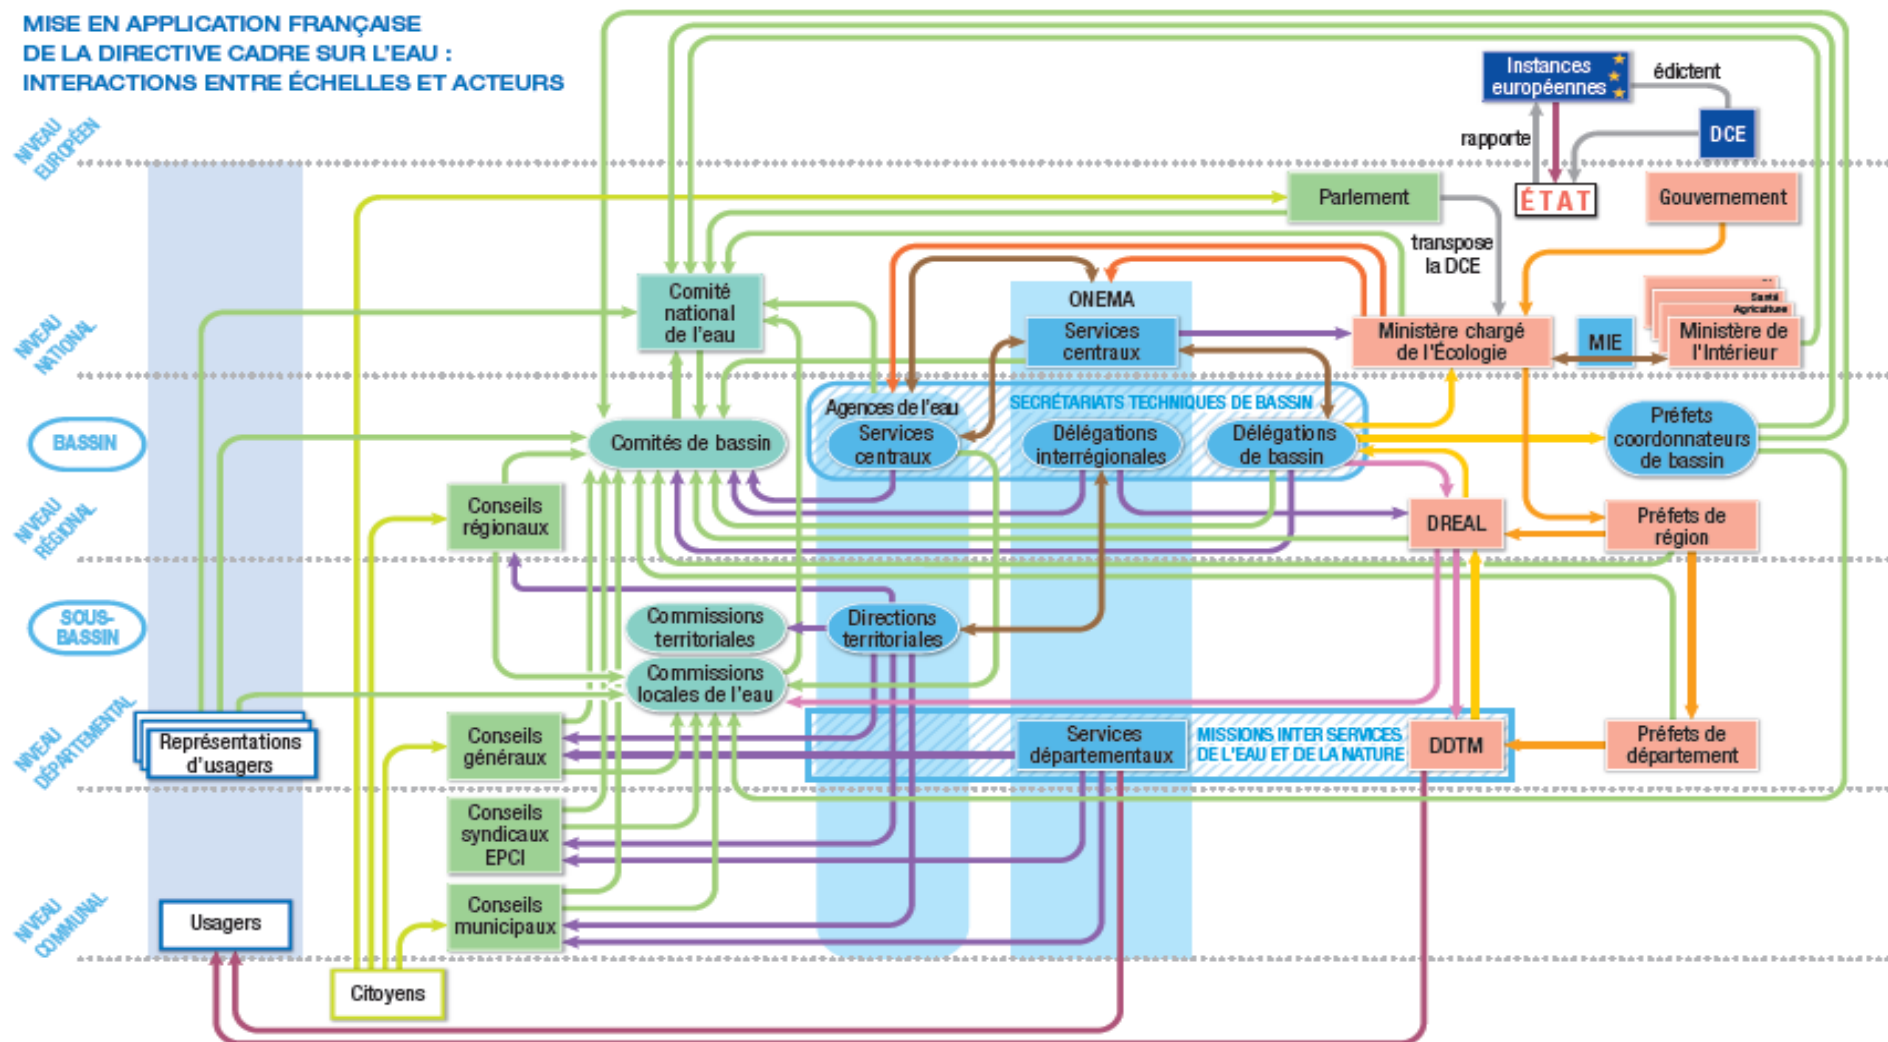 MISE EN APPLICATION FRANÇAISE
DE LA DIRECTIVE CADRE SUR L'EAU :
INTERACTIONS ENTRE ÉCHELLES ET ACTEURS
NIVEAU
EUROPÉEN
Instances
européennes
édictent
DCE
rapporte
ÉTAT
Parlement
Gouvernement
transpose
la DCE
NIVEAU
NATIONAL
Comité
national
de l'eau
ONEMA
Services
centraux
Ministère chargé
de l'Écologie
MIE
Santé
Agriculture
Ministère de
l'Intérieur
BASSIN
Comités de bassin
Agences de l'eau
Services
centraux
SECRÉTARIATS TECHNIQUES DE BASSIN
Délégations
interrégionales
Délégations
de bassin
Préfets
coordonnateurs
de bassin
NIVEAU
RÉGIONAL
Conseils
régionaux
DREAL
Préfets de
région
SOUS-
BASSIN
Commissions
territoriales
Directions
territoriales
Commissions
locales de l'eau
NIVEAU
DÉPARTEMENTAL
Représentations
d'usagers
Conseils
généraux
Services
départementaux
MISSIONS INTER SERVICES
DE L'EAU ET DE LA NATURE
DDTM
Préfets de
département
Conseils
syndicaux
EPCI
NIVEAU
COMMUNAL
Usagers
Conseils
municipaux
Citoyens